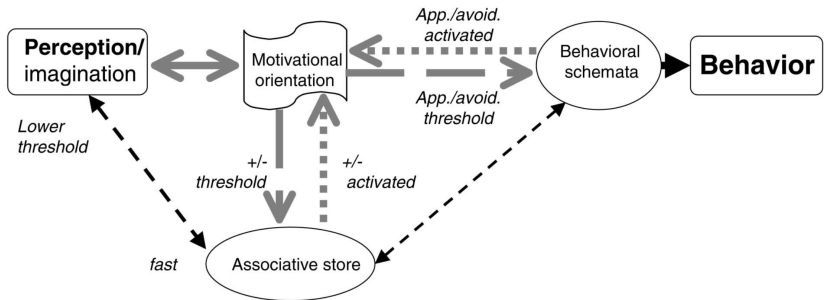 App./avoid.
activated
Perception/
imagination
Motivational
orientation
Behavioral
schemata
Behavior
App./avoid.
threshold
Lower
threshold
+/-
threshold
+/-
activated
fast
Associative store